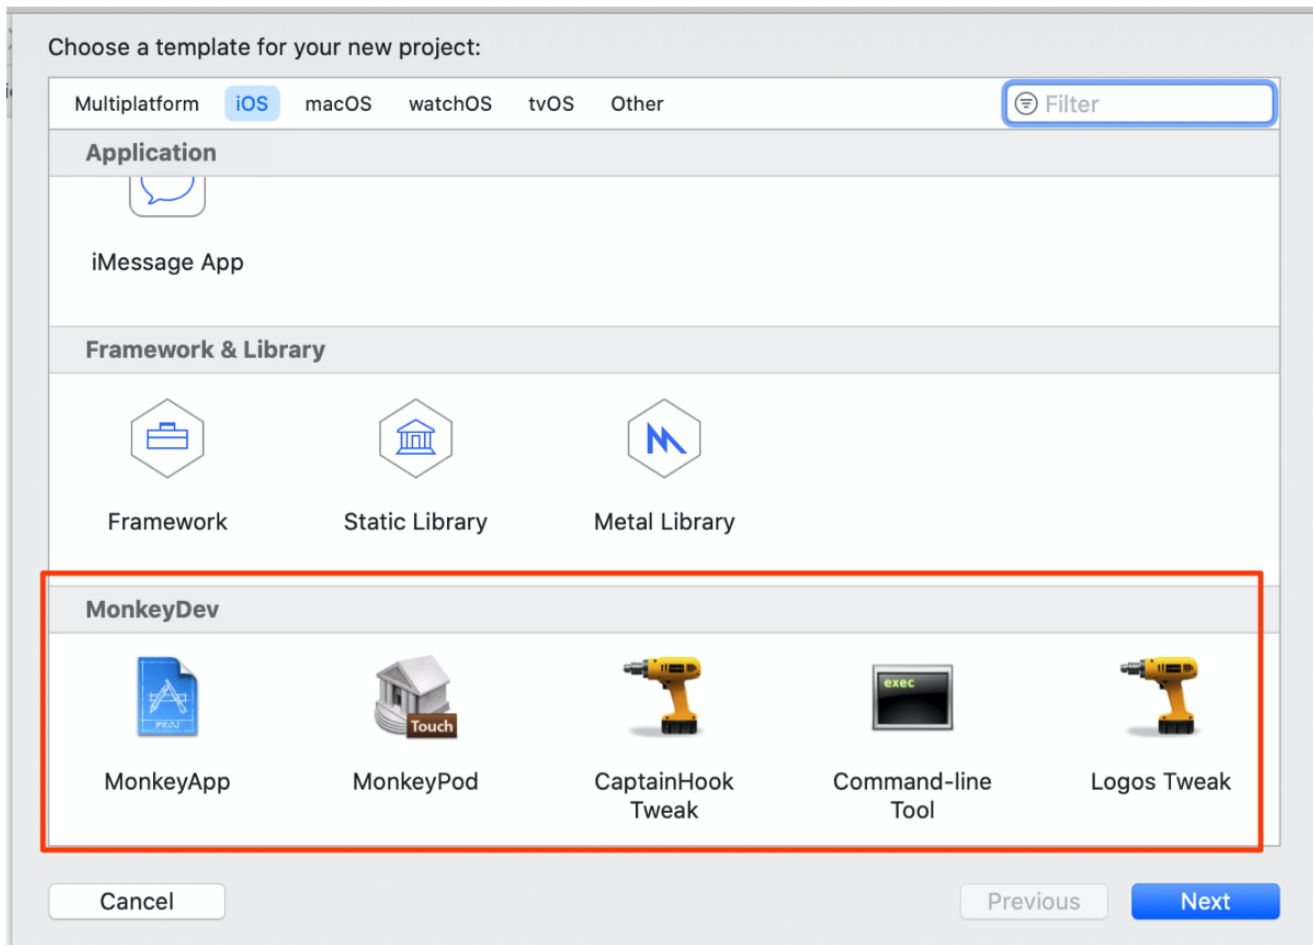 Choose a template for your new project:
Multiplatform iOS macOS watchOS tvOS Other Filter
Application
iMessage App
Framework & Library
Framework Static Library Metal Library
MonkeyDev
Touch
exec
MonkeyApp MonkeyPod CaptainHook Tweak Command-line Tool Logos Tweak
Cancel Previous Next